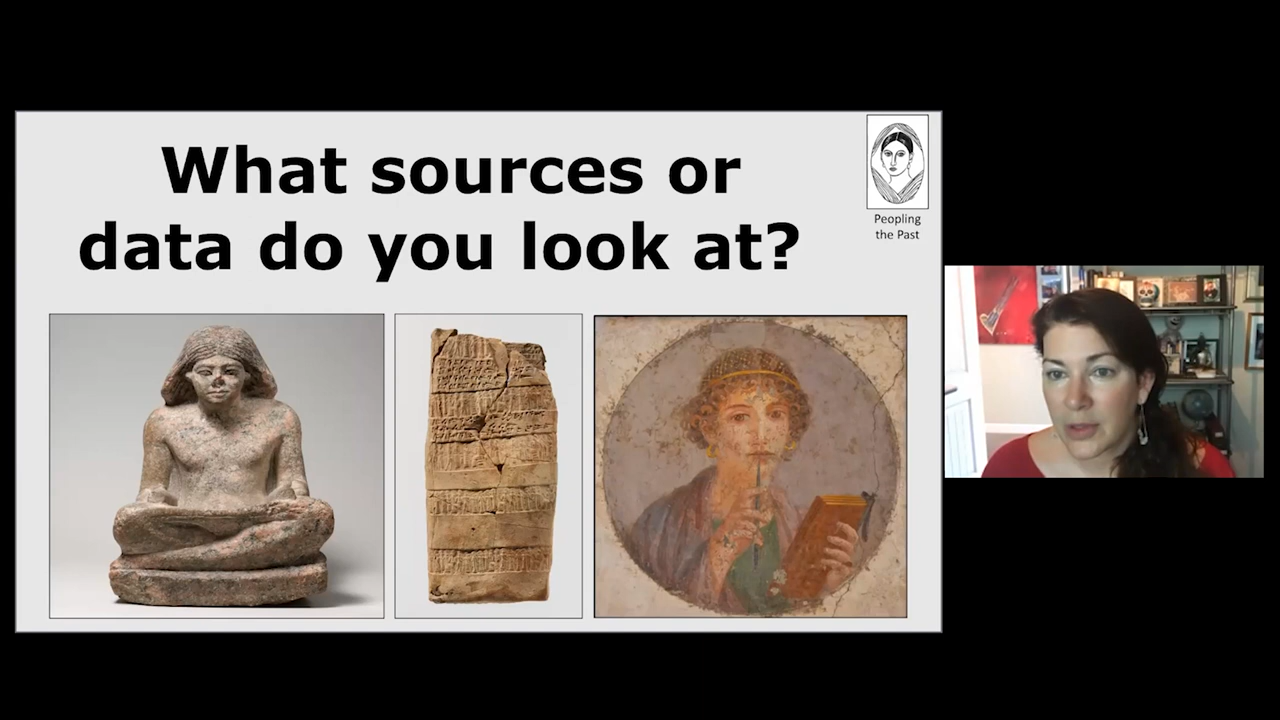 What sources or
data do you look at?
Peopling
the Past